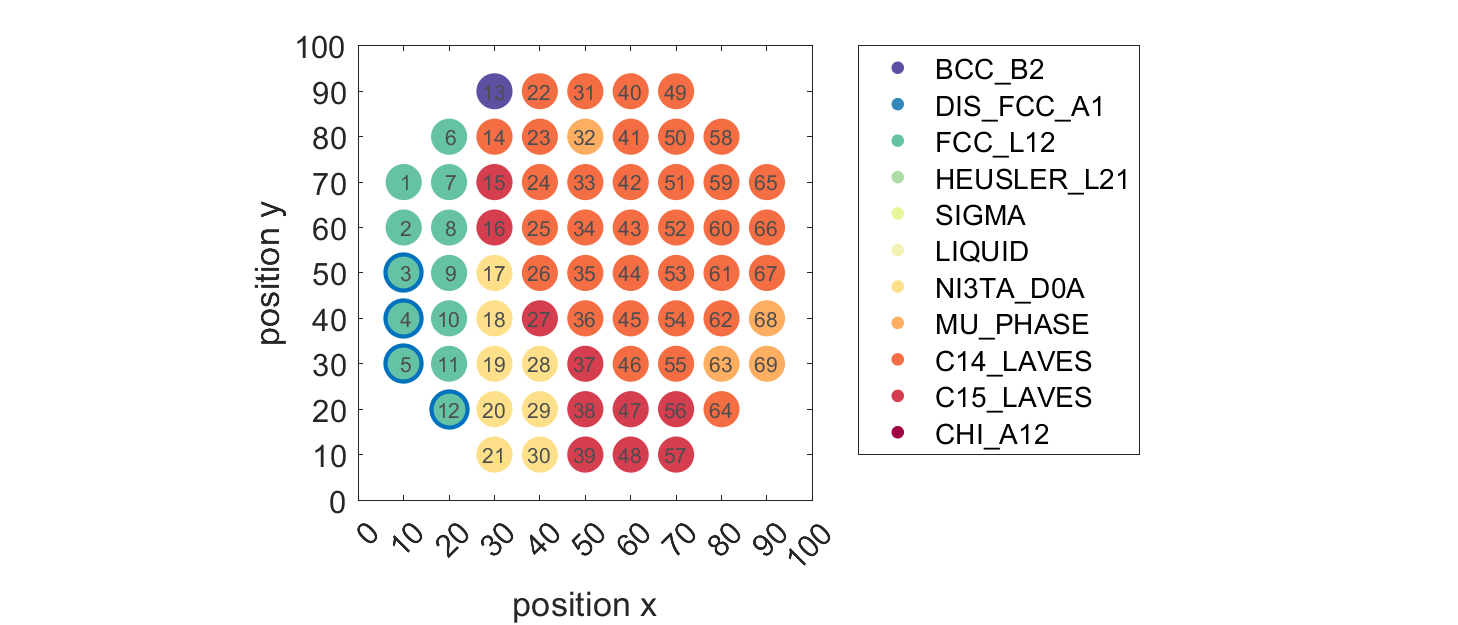 100
90
80
70
60
50
40
30
20
10
0
position y
13 22 31 40 49
6 14 23 32 41 50 58
1 7 15 24 33 42 51 59 65
2 8 16 25 34 43 52 60 66
3 9 17 26 35 44 53 61 67
4 10 18 27 36 45 54 62 68
5 11 19 28 37 46 55 63 69
12 20 29 38 47 56 64
21 30 39 48 57
0 10 20 30 40 50 60 70 80 90 100
position x
BCC_B2
DIS_FCC_A1
FCC_L12
HEUSLER_L21
SIGMA
LIQUID
NI3TA_D0A
MU_PHASE
C14_LAVES
C15_LAVES
CHI_A12